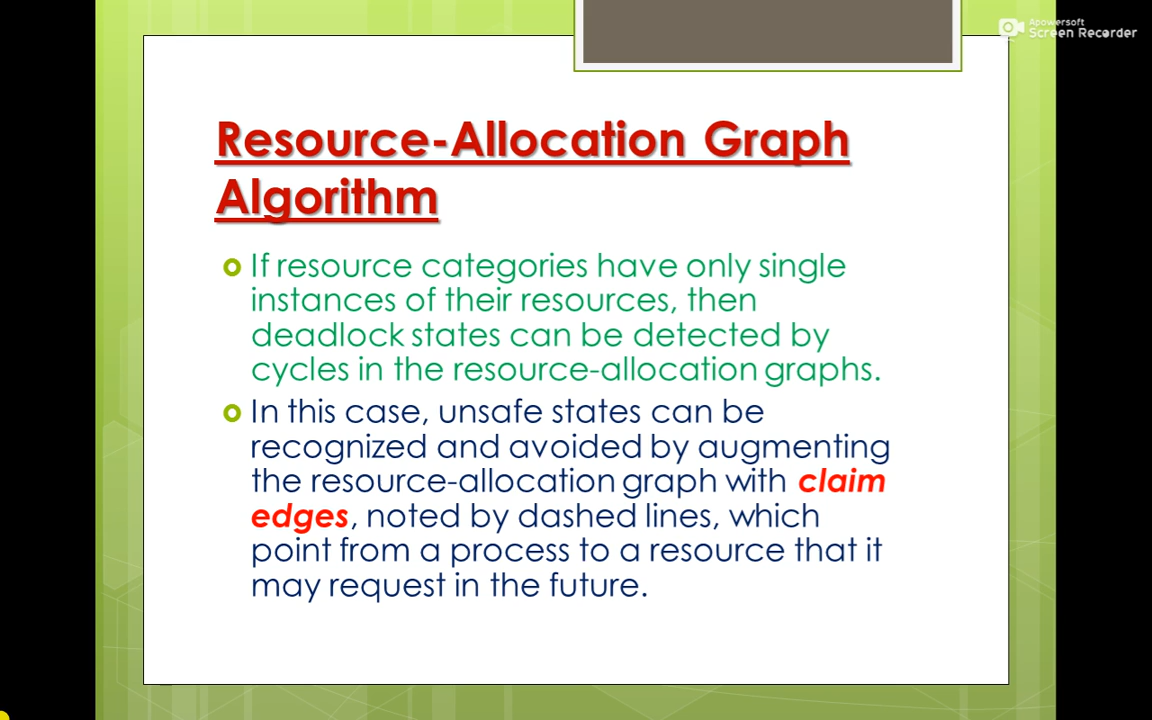 Apowersoft
Screen Recorder
Resource-Allocation Graph
Algorithm
If resource categories have only single
instances of their resources, then
deadlock states can be detected by
cycles in the resource-allocation graphs.
In this case, unsafe states can be
recognized and avoided by augmenting
the resource-allocation graph with claim
edges, noted by dashed lines, which
point from a process to a resource that it
may request in the future.